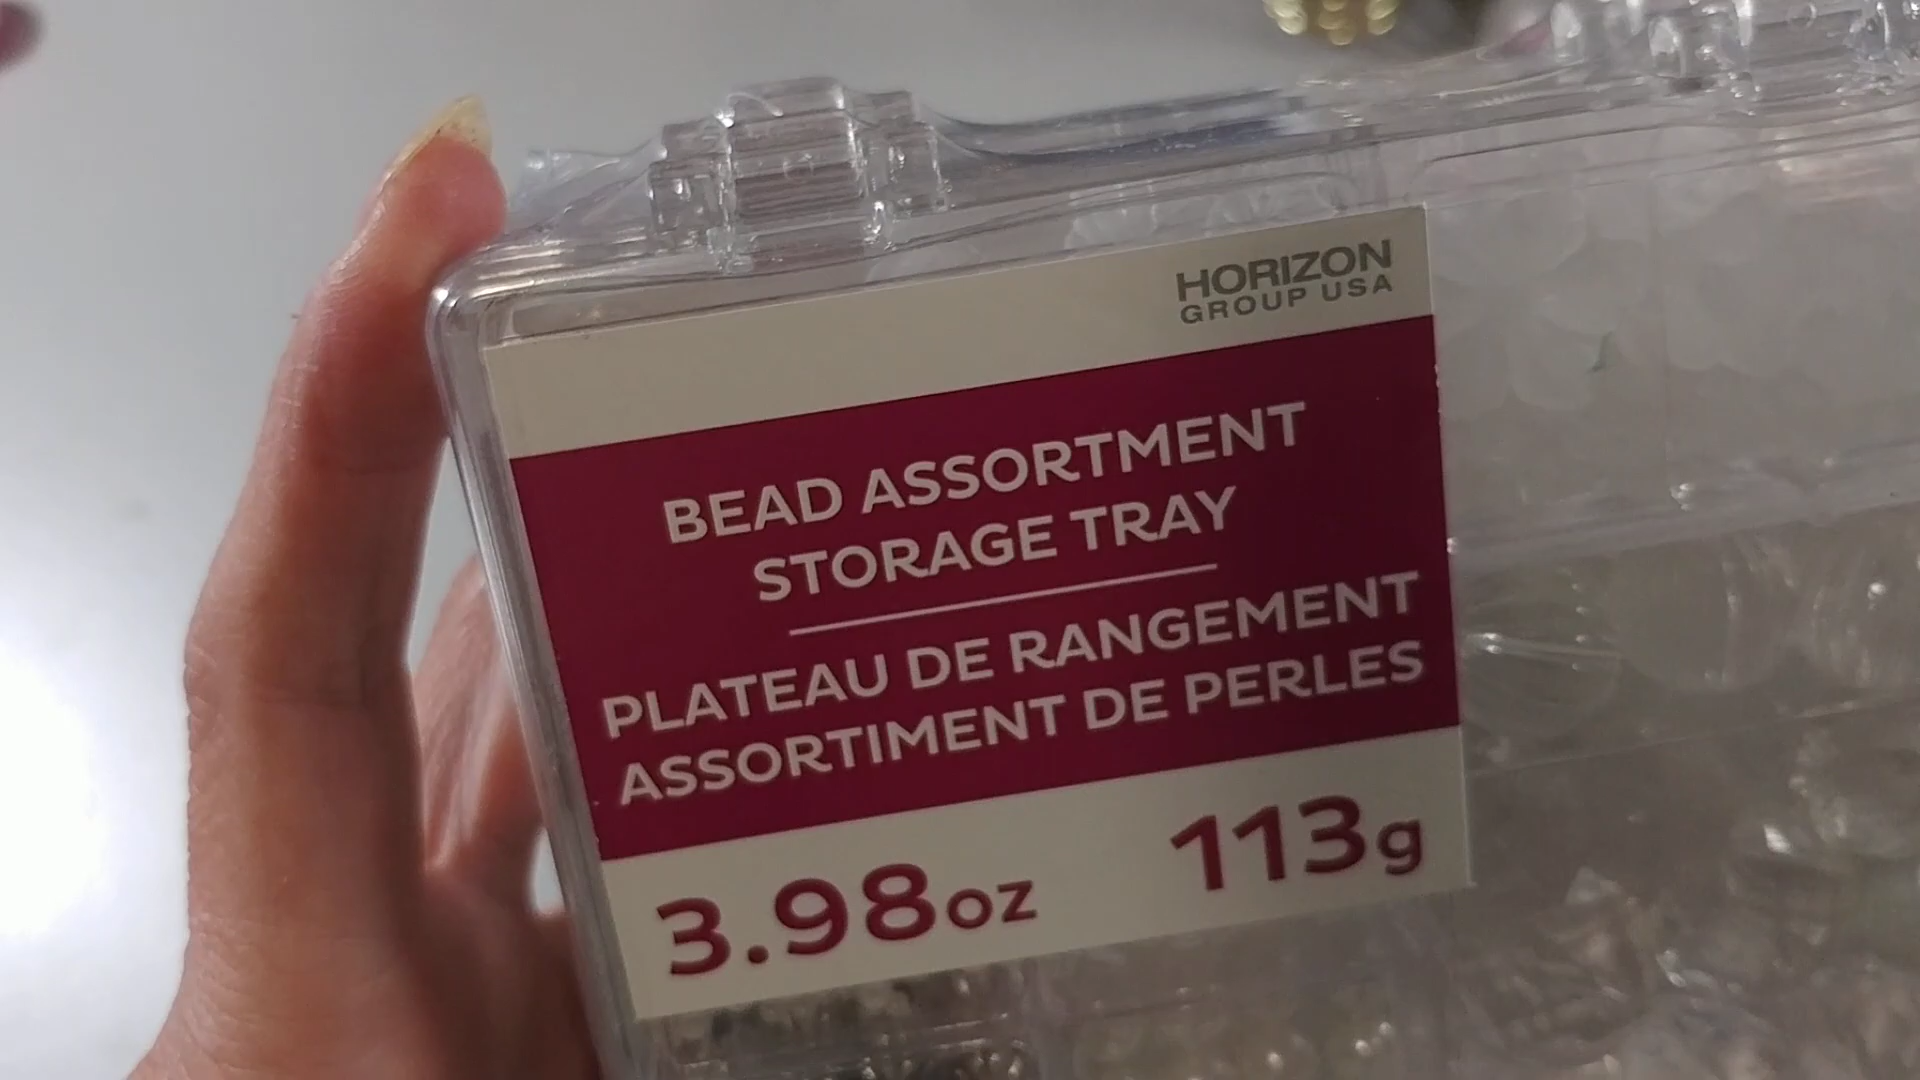 HORIZON
GROUP USA
BEAD ASSORTMENT
STORAGE TRAY
PLATEAU DE RANGEMENT
ASSORTIMENT DE PERLES
3.98oz 113g